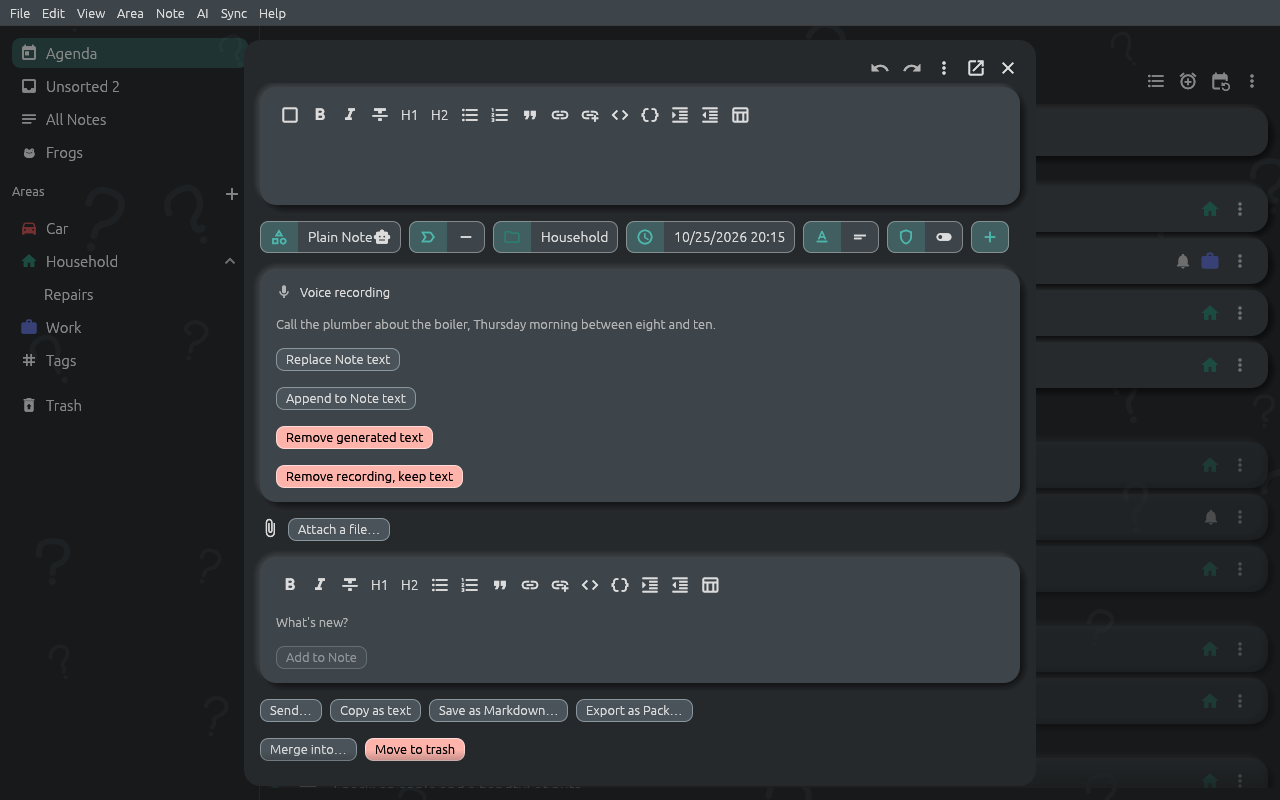 File Edit View Area Note AI Sync Help
Agenda
Unsorted 2
All Notes
Frogs
Areas
Car
Household
Repairs
Work
Tags
Trash
H1 H2
Plain Note
Household
10/25/2026 20:15
Voice recording
Call the plumber about the boiler, Thursday morning between eight and ten.
Replace Note text
Append to Note text
Remove generated text
Remove recording, keep text
Attach a file…
H1 H2
What's new?
Add to Note
Send… Copy as text Save as Markdown… Export as Pack…
Merge into… Move to trash